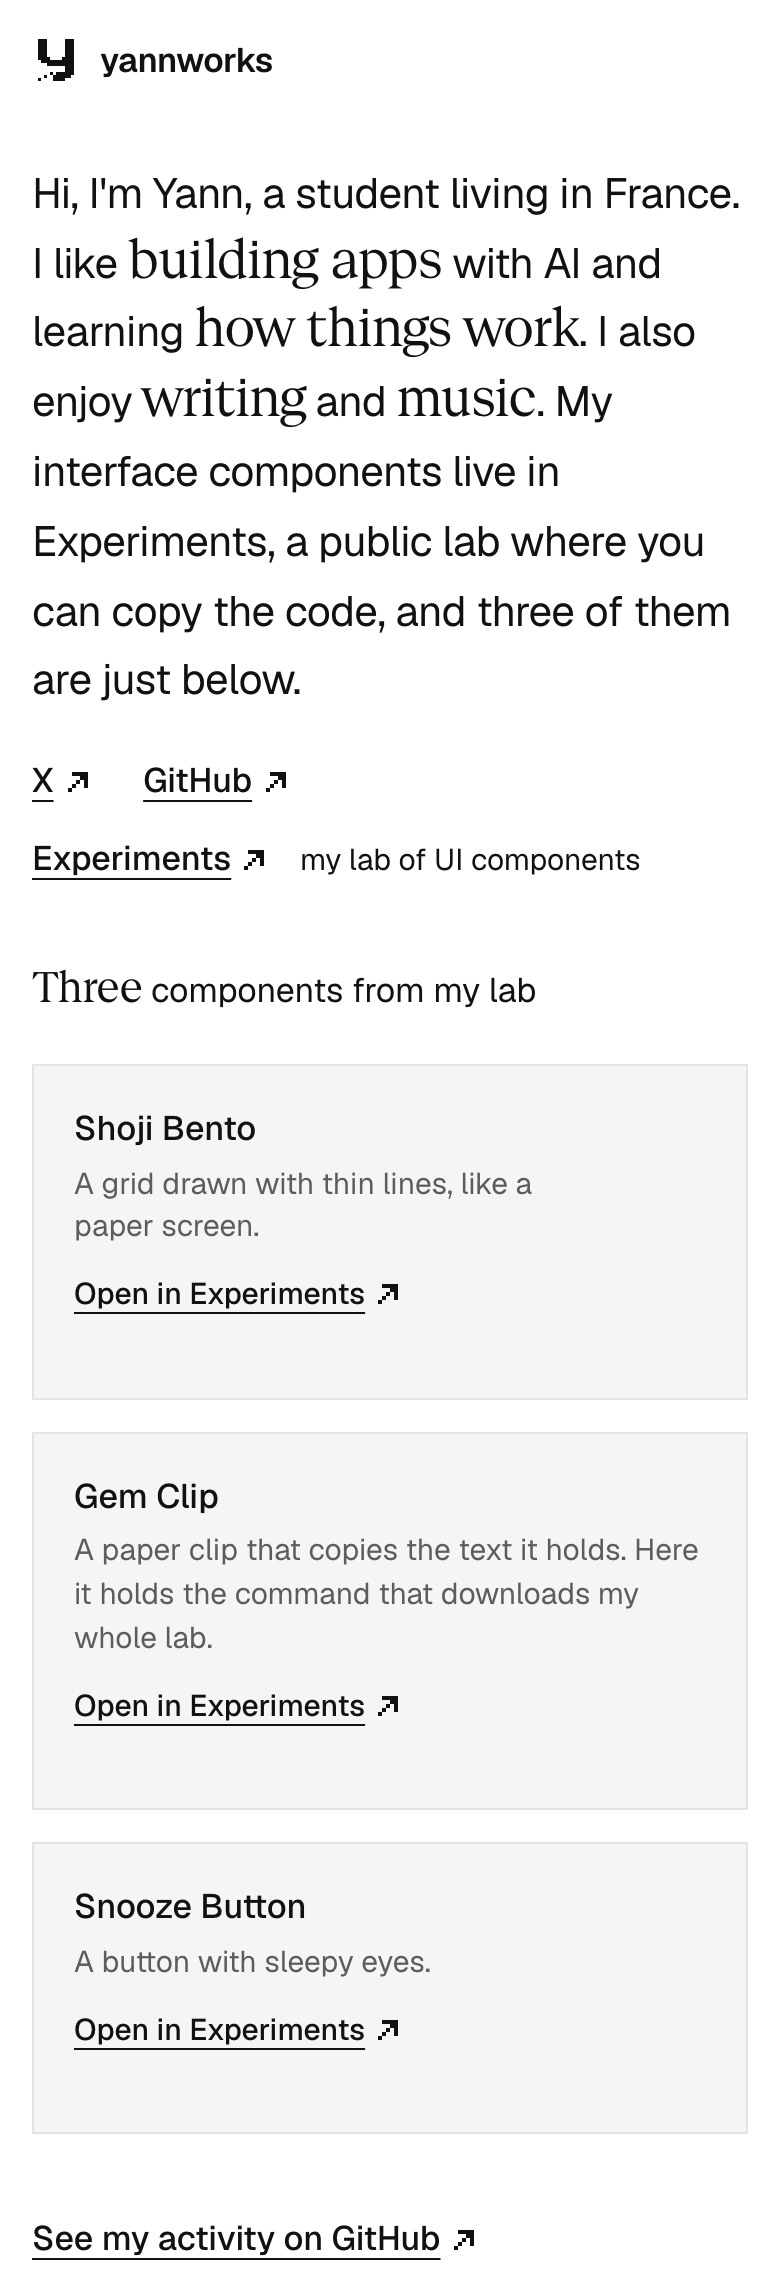 yannworks
Hi, I'm Yann, a student living in France.
I like building apps with AI and
learning how things work. I also
enjoy writing and music. My
interface components live in
Experiments, a public lab where you
can copy the code, and three of them
are just below.
X GitHub
Experiments my lab of UI components
Three components from my lab
Shoji Bento
A grid drawn with thin lines, like a
paper screen.
Open in Experiments
Gem Clip
A paper clip that copies the text it holds. Here
it holds the command that downloads my
whole lab.
Open in Experiments
Snooze Button
A button with sleepy eyes.
Open in Experiments
See my activity on GitHub